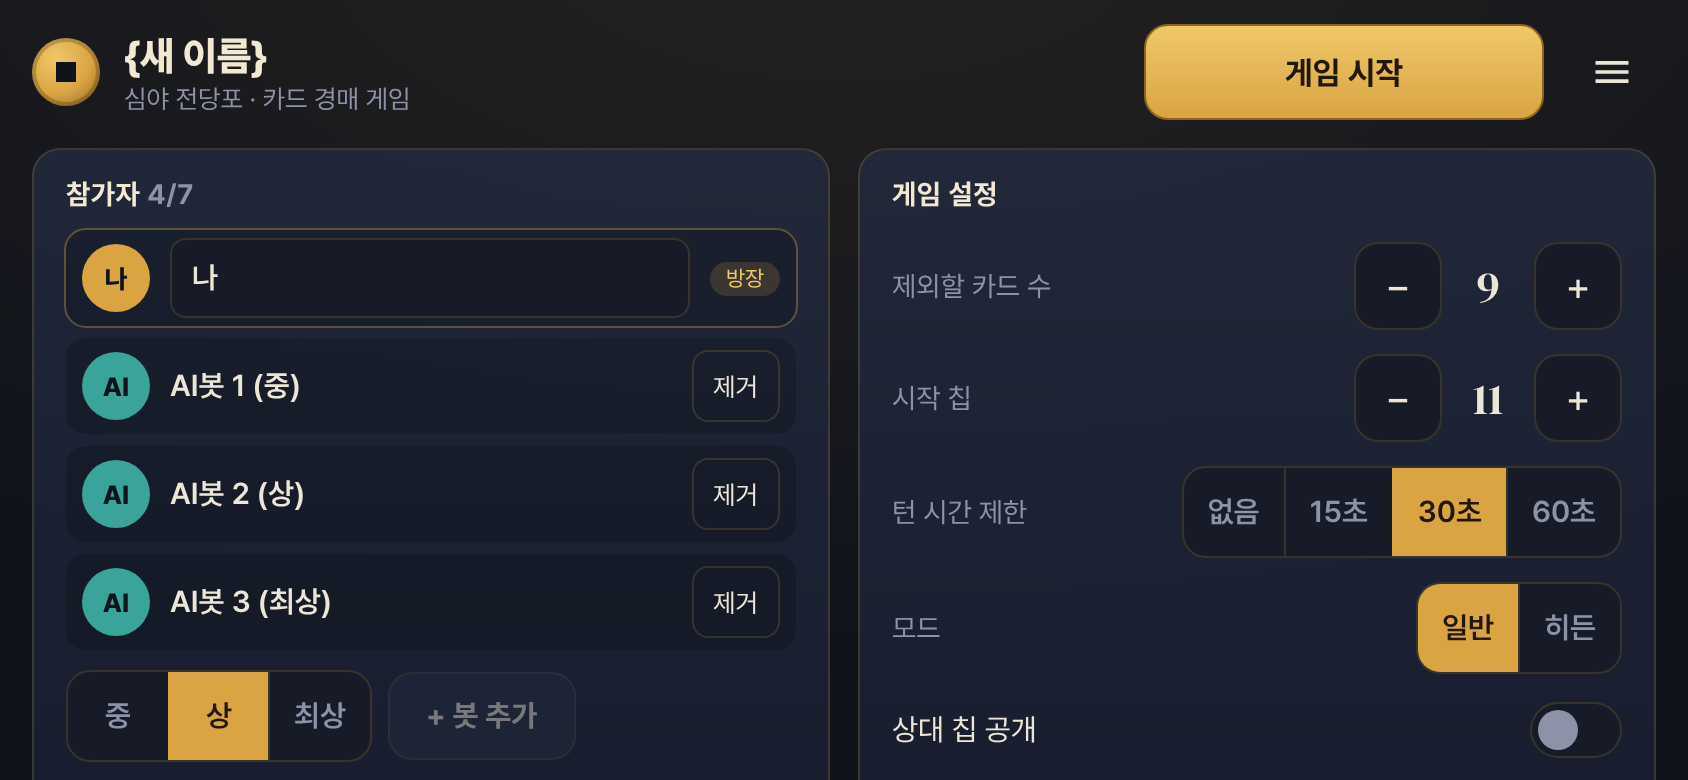 {새 이름}
심야 전당포 · 카드 경매 게임
게임 시작
참가자 4/7
나 나 방장
AI AI봇 1 (중) 제거
AI AI봇 2 (상) 제거
AI AI봇 3 (최상) 제거
중 상 최상 + 봇 추가
게임 설정
제외할 카드 수 − 9 +
시작 칩 − 11 +
턴 시간 제한 없음 15초 30초 60초
모드 일반 히든
상대 칩 공개